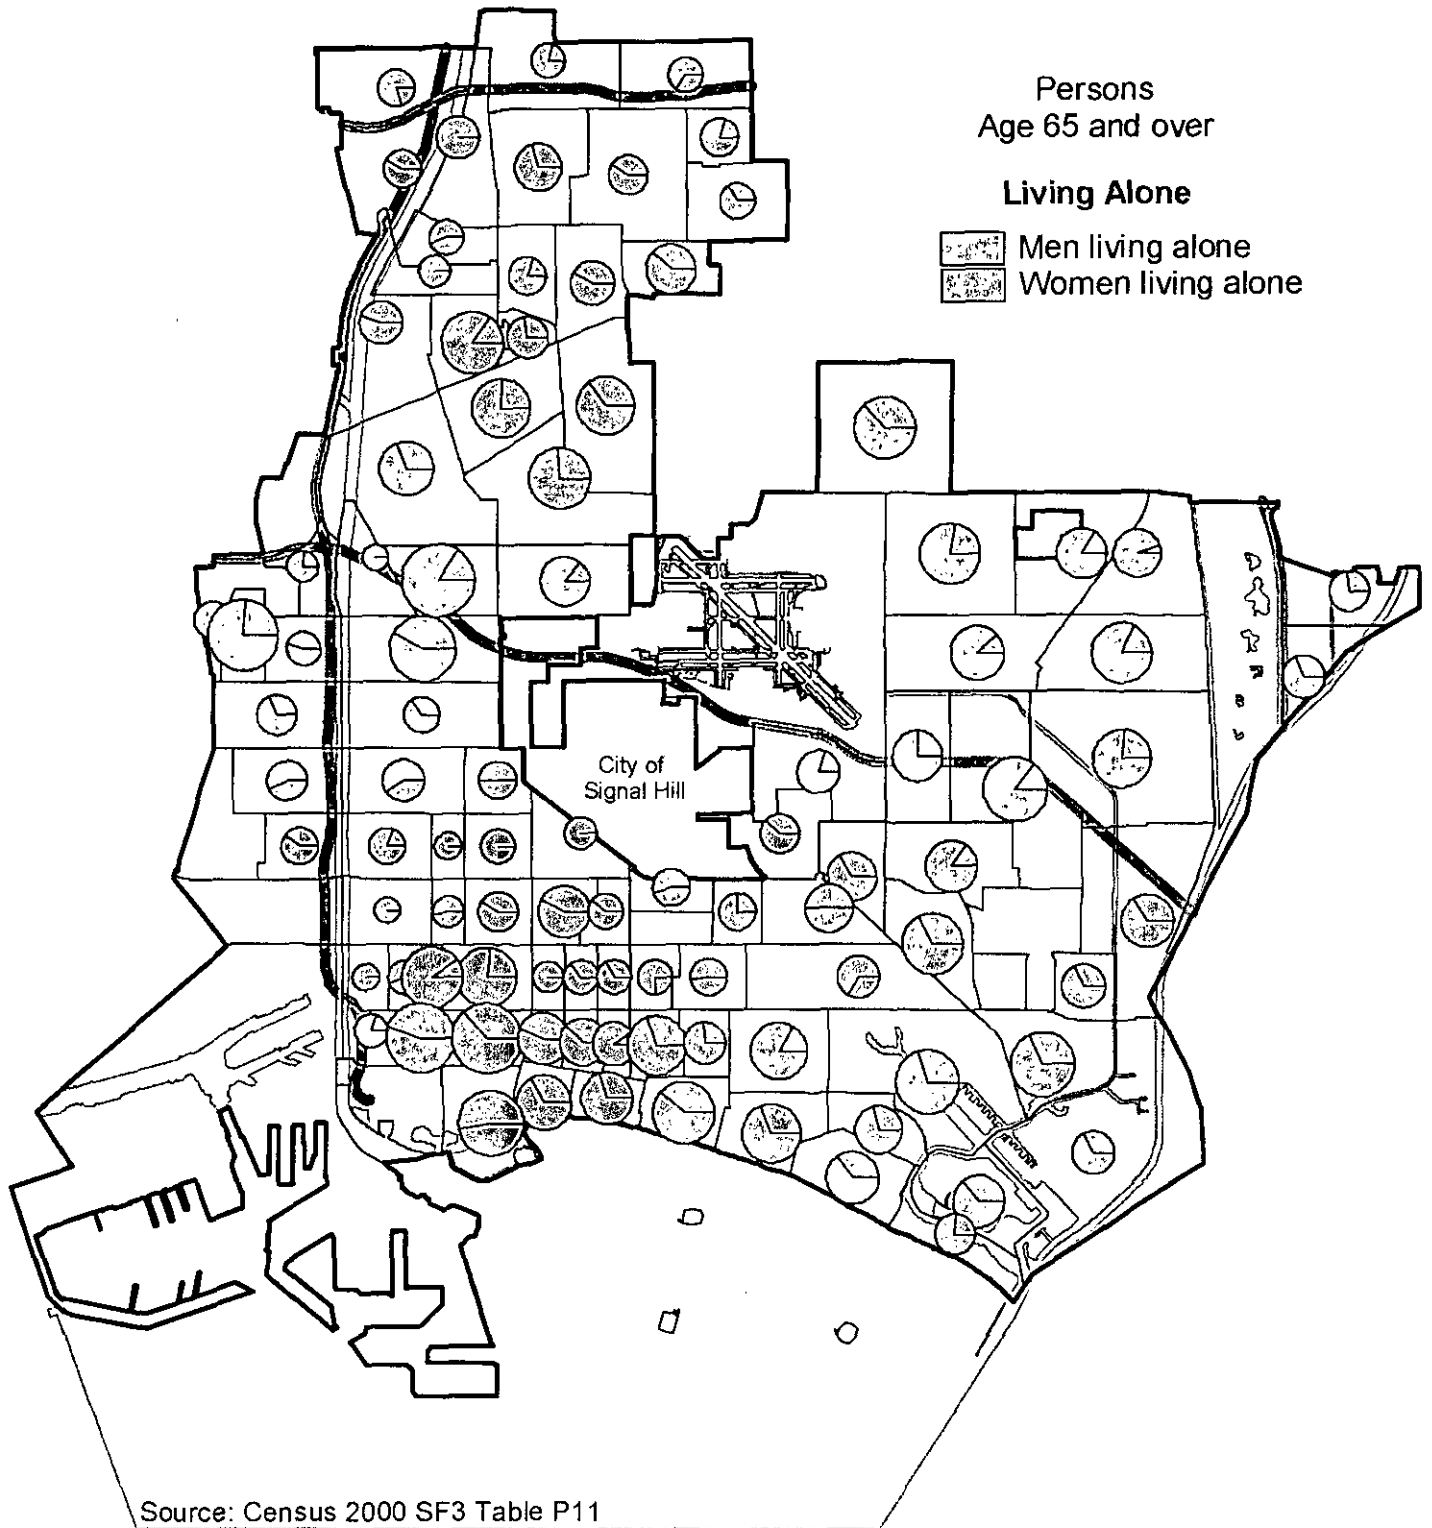 Persons
Age 65 and over
Living Alone
Men living alone
Women living alone
City of
Signal Hill
Source: Census 2000 SF3 Table P11